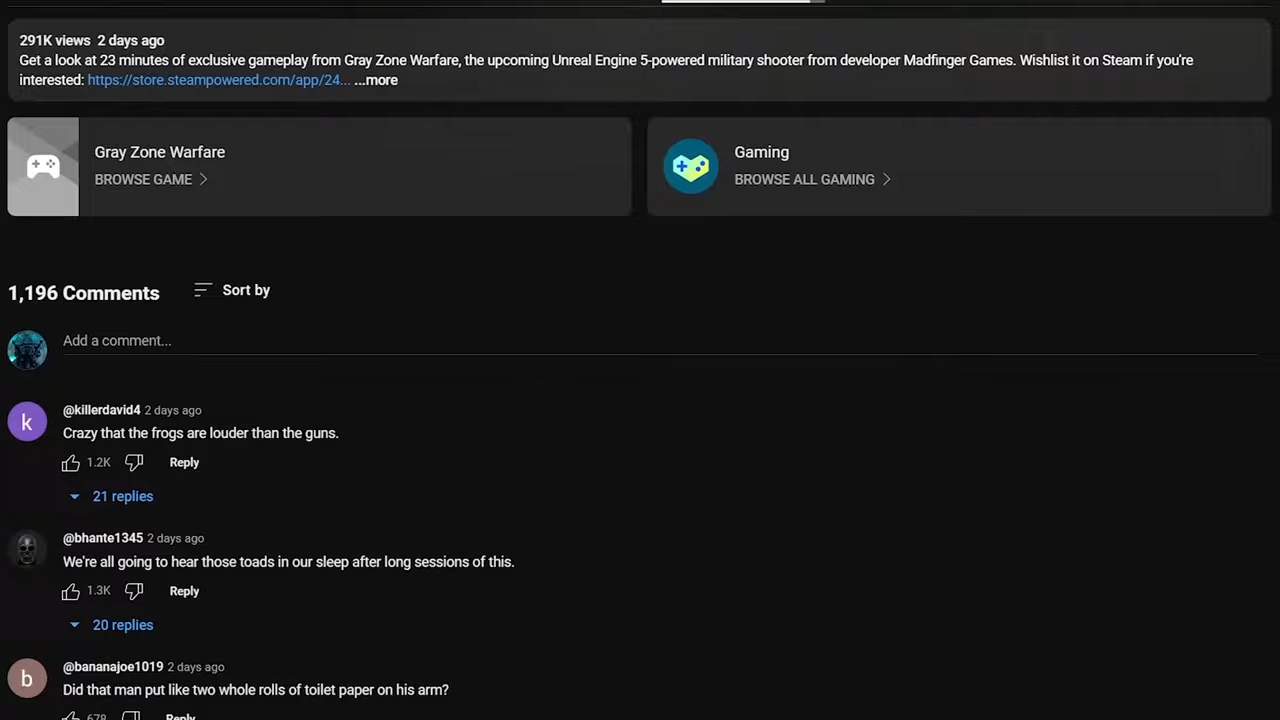 291K views 2 days ago
Get a look at 23 minutes of exclusive gameplay from Gray Zone Warfare, the upcoming Unreal Engine 5-powered military shooter from developer Madfinger Games. Wishlist it on Steam if you're
interested: https://store.steampowered.com/app/24... ...more
Gray Zone Warfare
BROWSE GAME
Gaming
BROWSE ALL GAMING
1,196 Comments
Sort by
Add a comment...
k
@killerdavid4 2 days ago
Crazy that the frogs are louder than the guns.
1.2K Reply
21 replies
@bhante1345 2 days ago
We're all going to hear those toads in our sleep after long sessions of this.
1.3K Reply
20 replies
b
@bananajoe1019 2 days ago
Did that man put like two whole rolls of toilet paper on his arm?
678 Reply